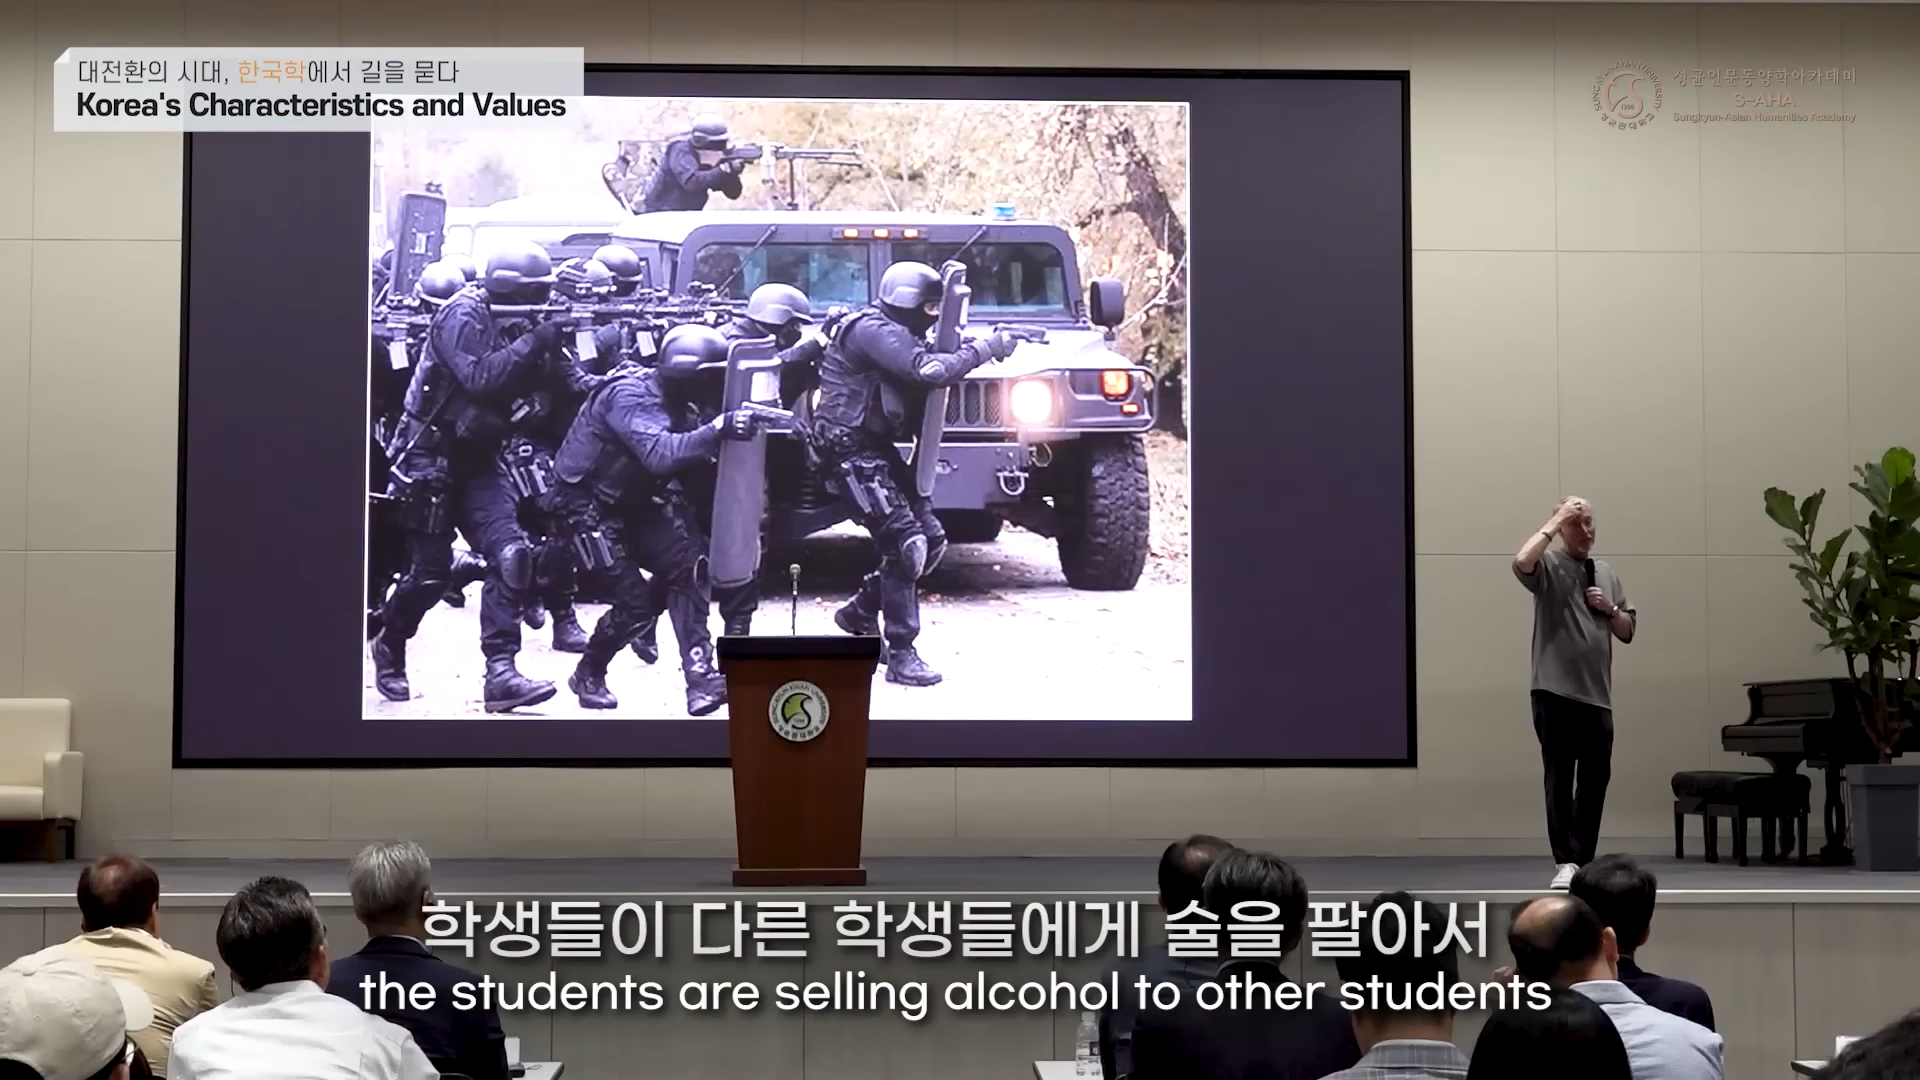 대전환의 시대, 한국학에서 길을 묻다
Korea's Characteristics and Values
성균인문동양학아카데미
S-AHA
Sungkyun-Asian Humanities Academy
학생들이 다른 학생들에게 술을 팔아서
the students are selling alcohol to other students